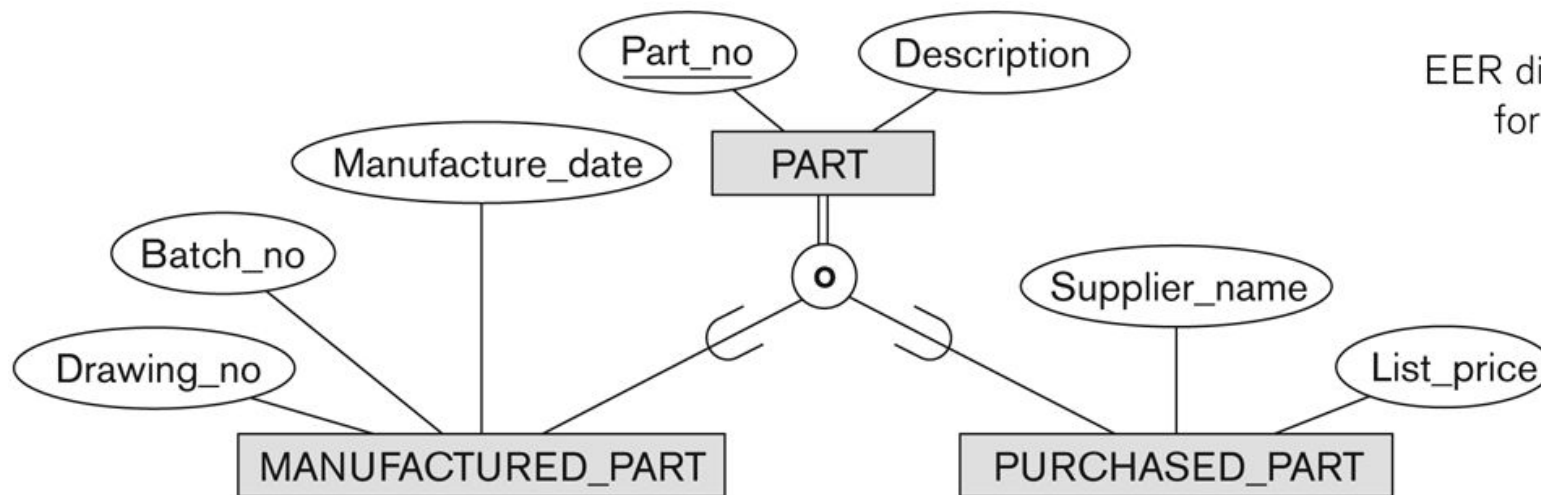 Part_no
Description
EER di
for
Manufacture_date
PART
Batch_no
o
Supplier_name
Drawing_no
List_price
MANUFACTURED_PART
PURCHASED_PART